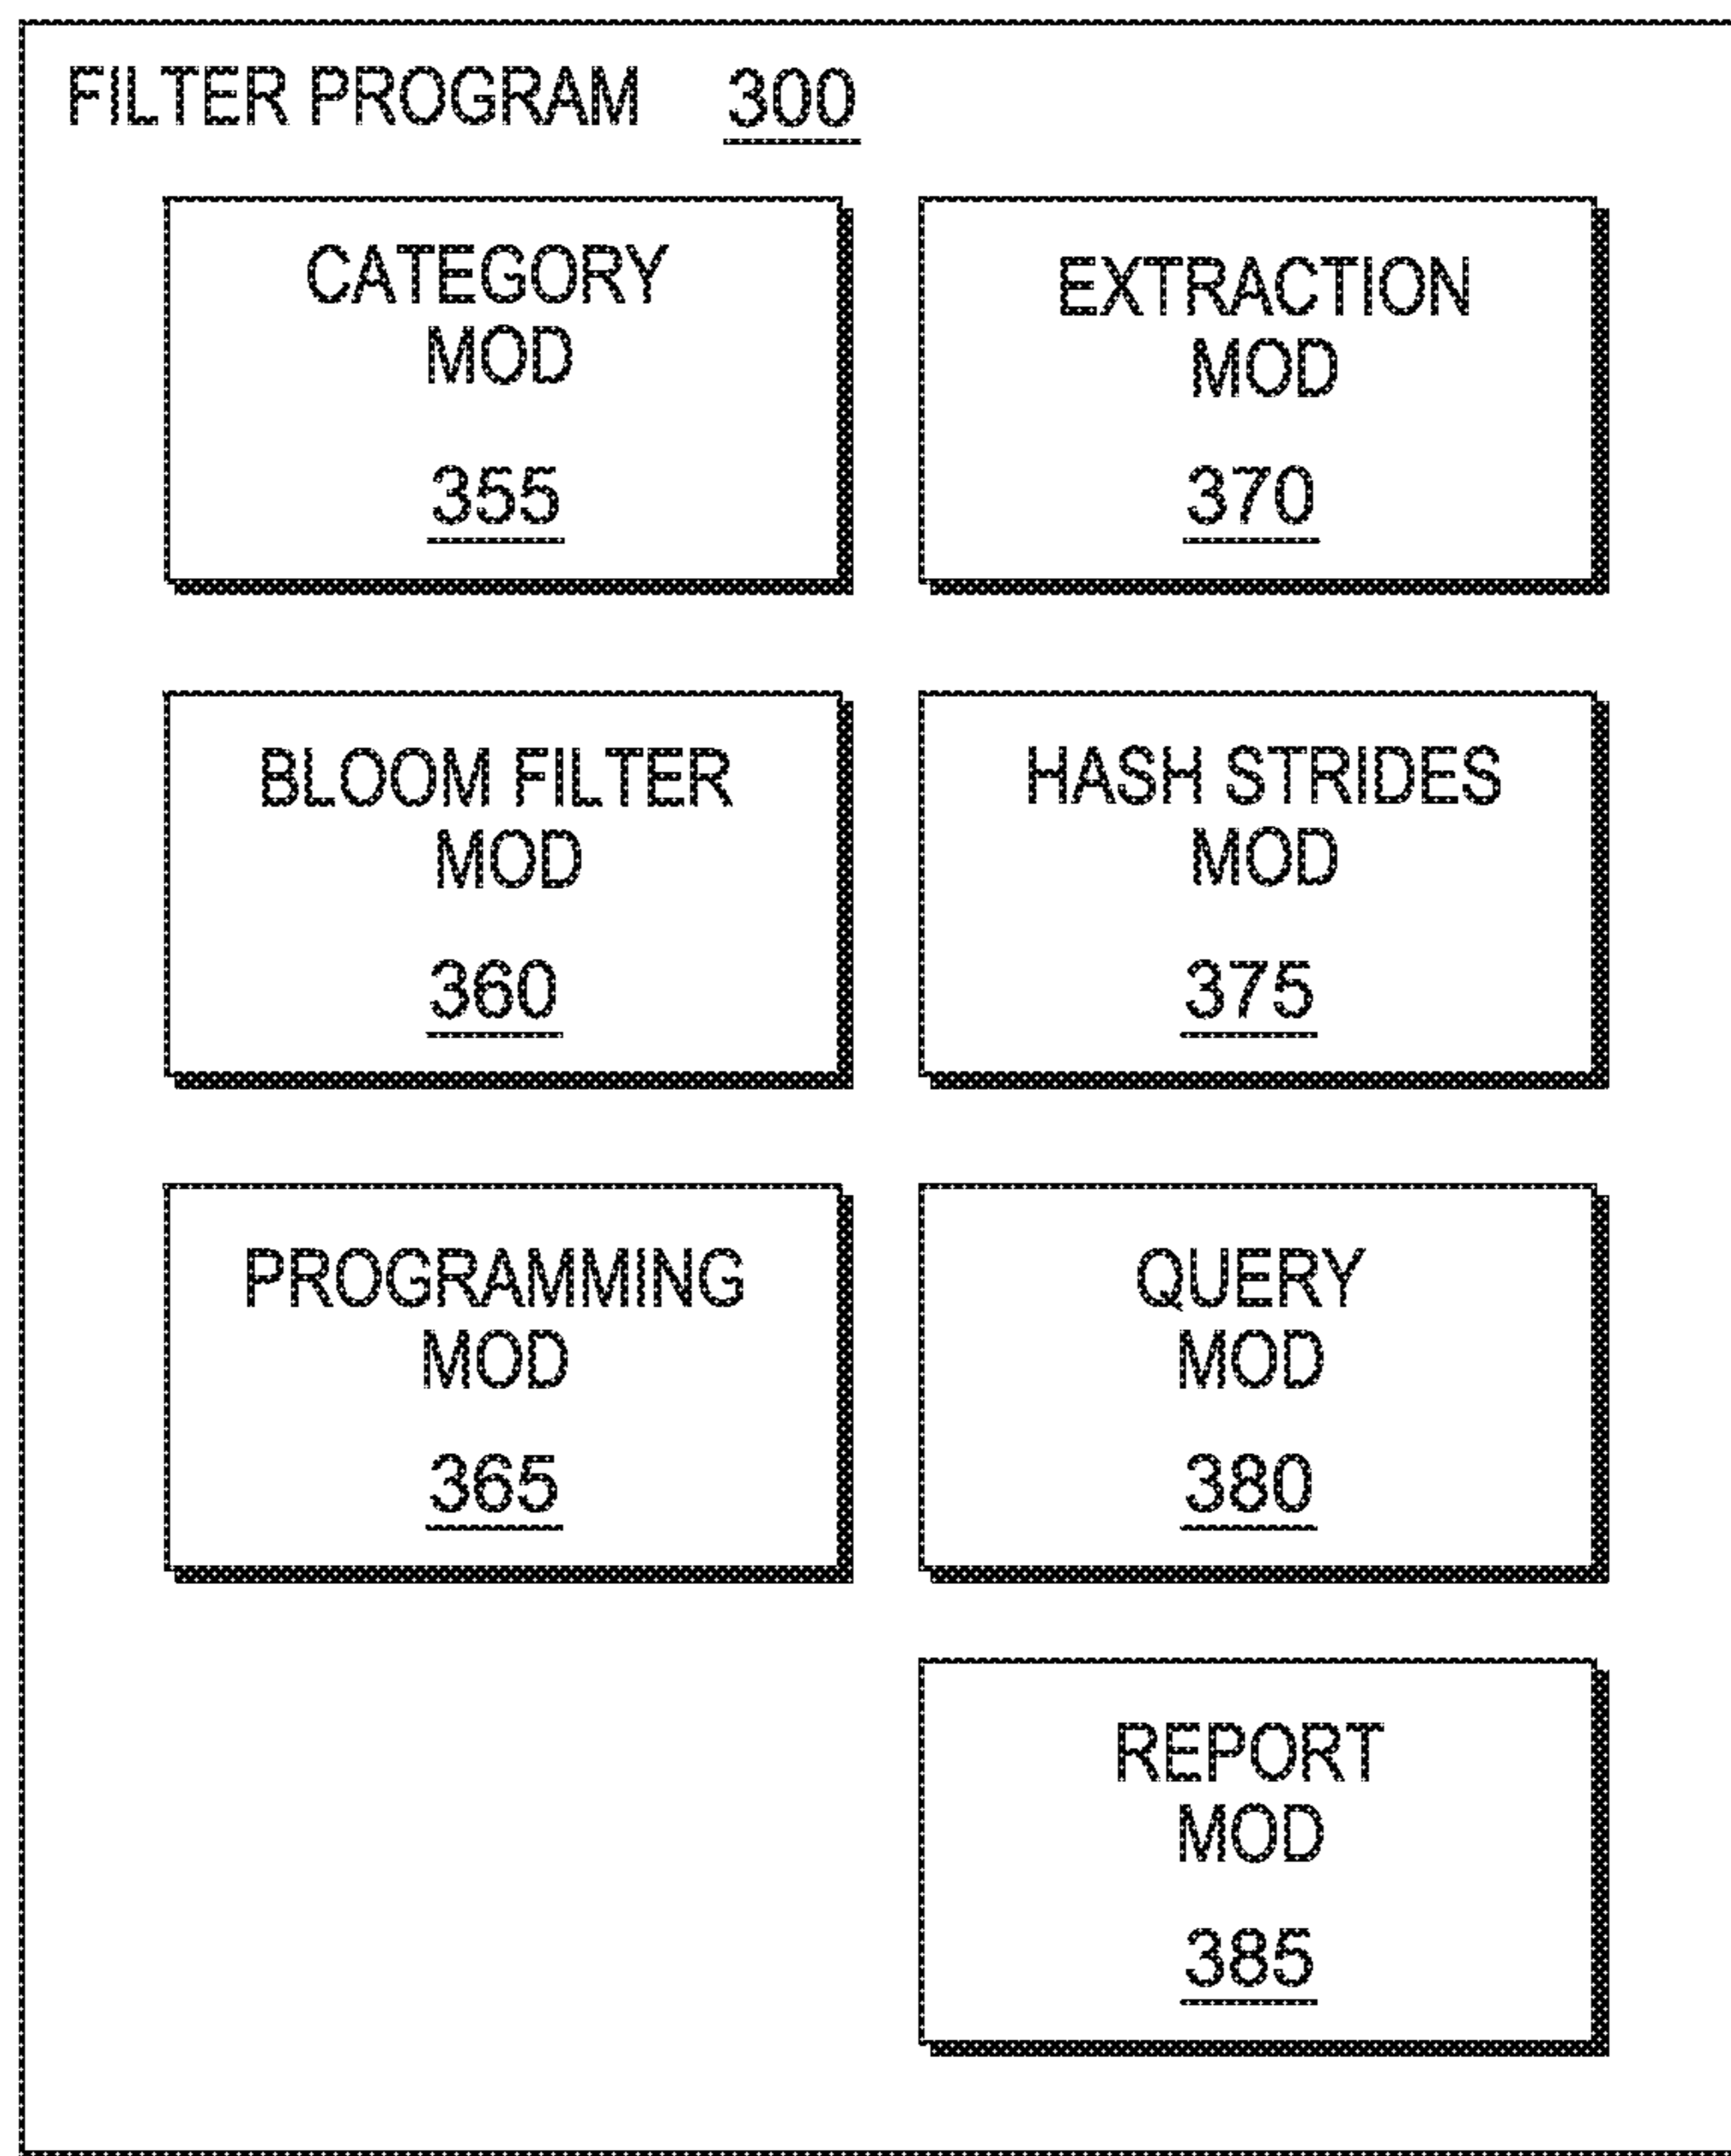 FILTER PROGRAM 300
CATEGORY
MOD
355
EXTRACTION
MOD
370
BLOOM FILTER
MOD
360
HASH STRIDES
MOD
375
PROGRAMMING
MOD
365
QUERY
MOD
380
REPORT
MOD
385